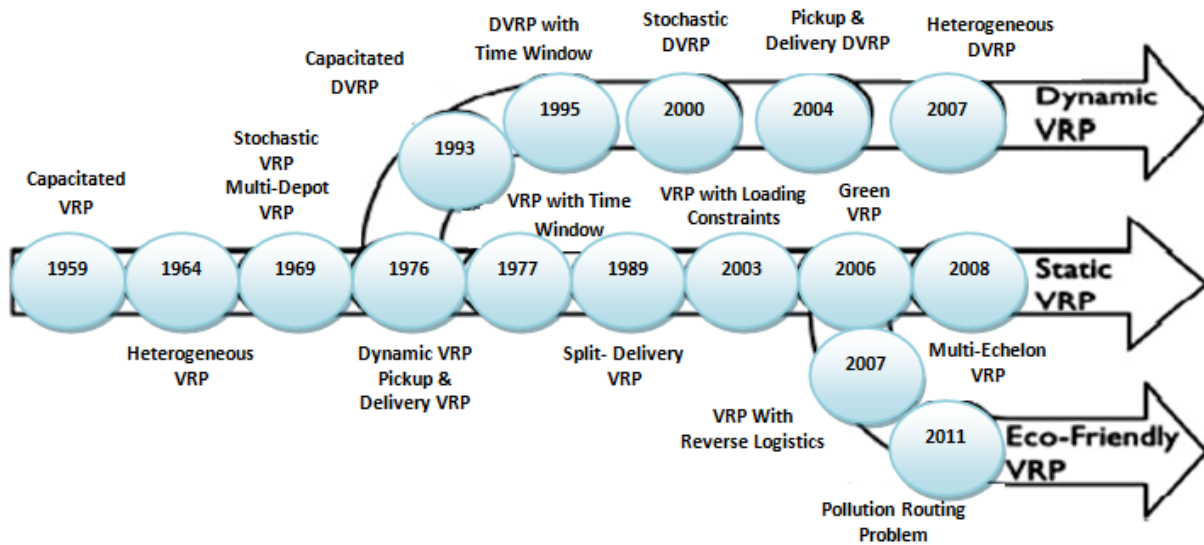 DVRP with
Time Window
Stochastic
DVRP
Pickup
& Delivery DVRP
Heterogeneous
DVRP
Capacitated
DVRP
1993
1995
2000
2004
2007
Dynamic
VRP
Capacitated
VRP
Stochastic
VRP
Multi-Depot
VRP
VRP with Time
Window
VRP with Loading
Constraints
Green
VRP
1959
1964
1969
1976
1977
1989
2003
2006
2008
Static
VRP
Heterogeneous
VRP
Dynamic VRP
Pickup &
Delivery VRP
Split- Delivery
VRP
Multi-Echelon
VRP
2007
VRP With
Reverse Logistics
2011
Eco-Friendly
VRP
Pollution Routing
Problem